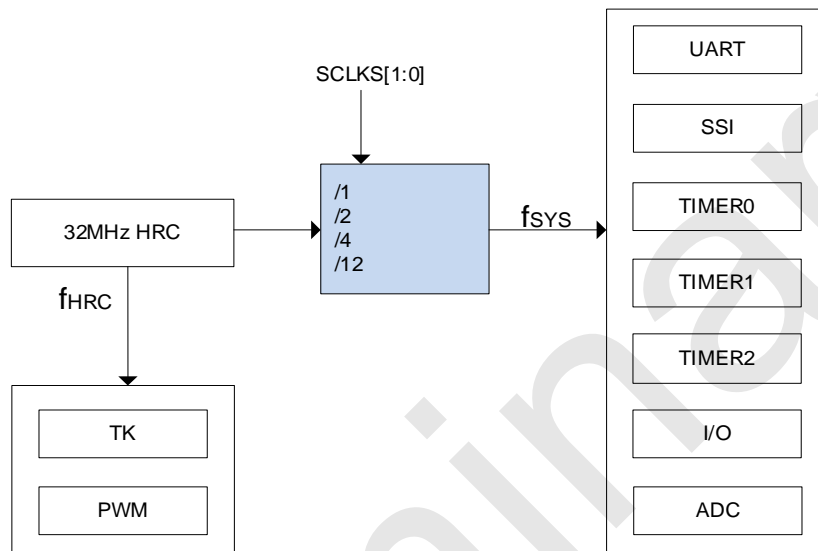 SCLKS[1:0]
32MHz HRC
/1
/2
/4
/12
fSYS
fHRC
TK
PWM
UART
SSI
TIMER0
TIMER1
TIMER2
I/O
ADC